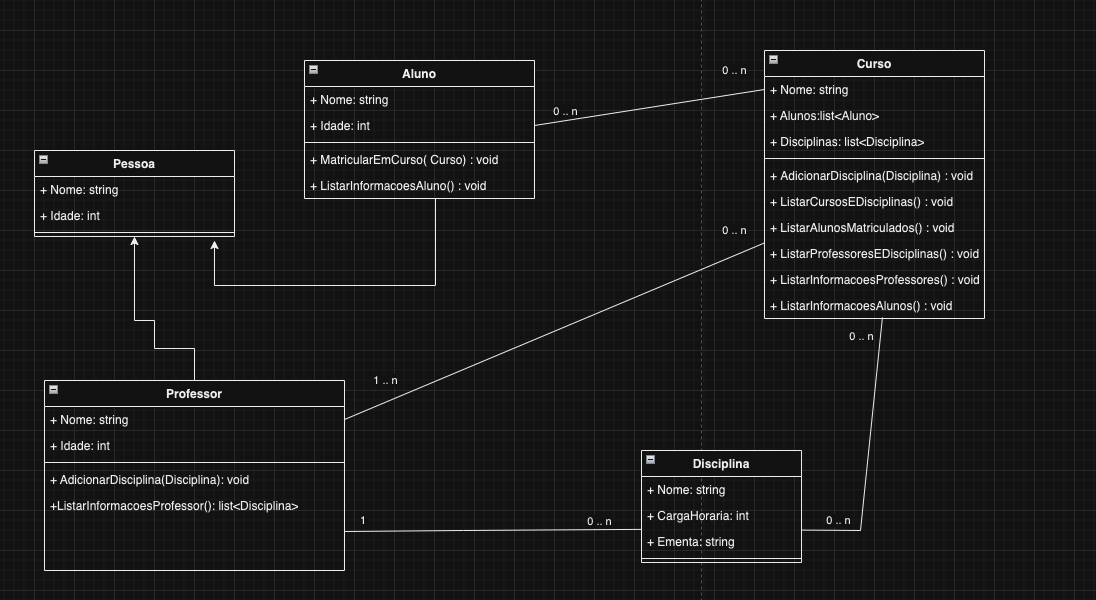 Pessoa
+ Nome: string
+ Idade: int
Aluno
+ Nome: string
+ Idade: int
+ MatricularEmCurso( Curso) : void
+ ListarInformacoesAluno() : void
0 .. n
0 .. n
Curso
+ Nome: string
+ Alunos:list<Aluno>
+ Disciplinas: list<Disciplina>
+ AdicionarDisciplina(Disciplina) : void
+ ListarCursosEDisciplinas() : void
+ ListarAlunosMatriculados() : void
+ ListarProfessoresEDisciplinas() : void
+ ListarInformacoesProfessores() : void
+ ListarInformacoesAlunos() : void
0 .. n
0 .. n
1 .. n
Professor
+ Nome: string
+ Idade: int
+ AdicionarDisciplina(Disciplina): void
+ListarInformacoesProfessor(): list<Disciplina>
1
0 .. n
Disciplina
+ Nome: string
+ CargaHoraria: int
+ Ementa: string
0 .. n